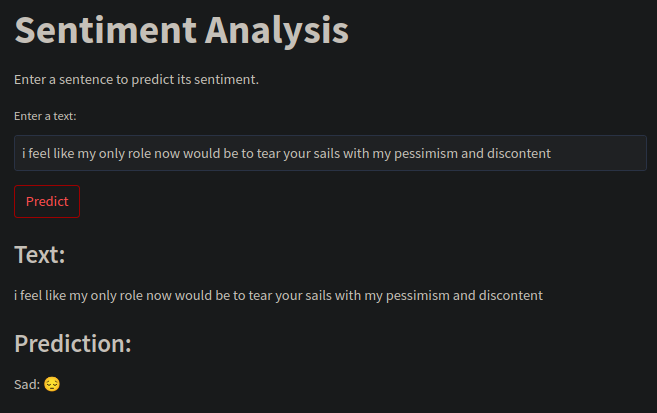 Sentiment Analysis
Enter a sentence to predict its sentiment.
Enter a text:
i feel like my only role now would be to tear your sails with my pessimism and discontent
Predict
Text:
i feel like my only role now would be to tear your sails with my pessimism and discontent
Prediction:
Sad: 😔